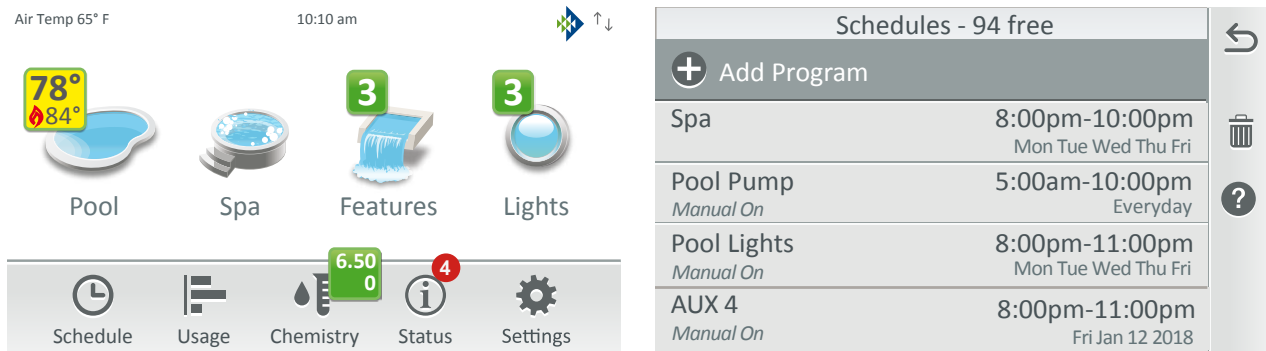 Air Temp 65° F
10:10 am
78°
84°
3
3
Pool
Spa
Features
Lights
6.50
0
4
Schedule
Usage
Chemistry
Status
Settings
Schedules - 94 free
Add Program
Spa
8:00pm-10:00pm
Mon Tue Wed Thu Fri
Pool Pump
5:00am-10:00pm
Manual On
Everyday
Pool Lights
8:00pm-11:00pm
Manual On
Mon Tue Wed Thu Fri
AUX 4
8:00pm-11:00pm
Manual On
Fri Jan 12 2018